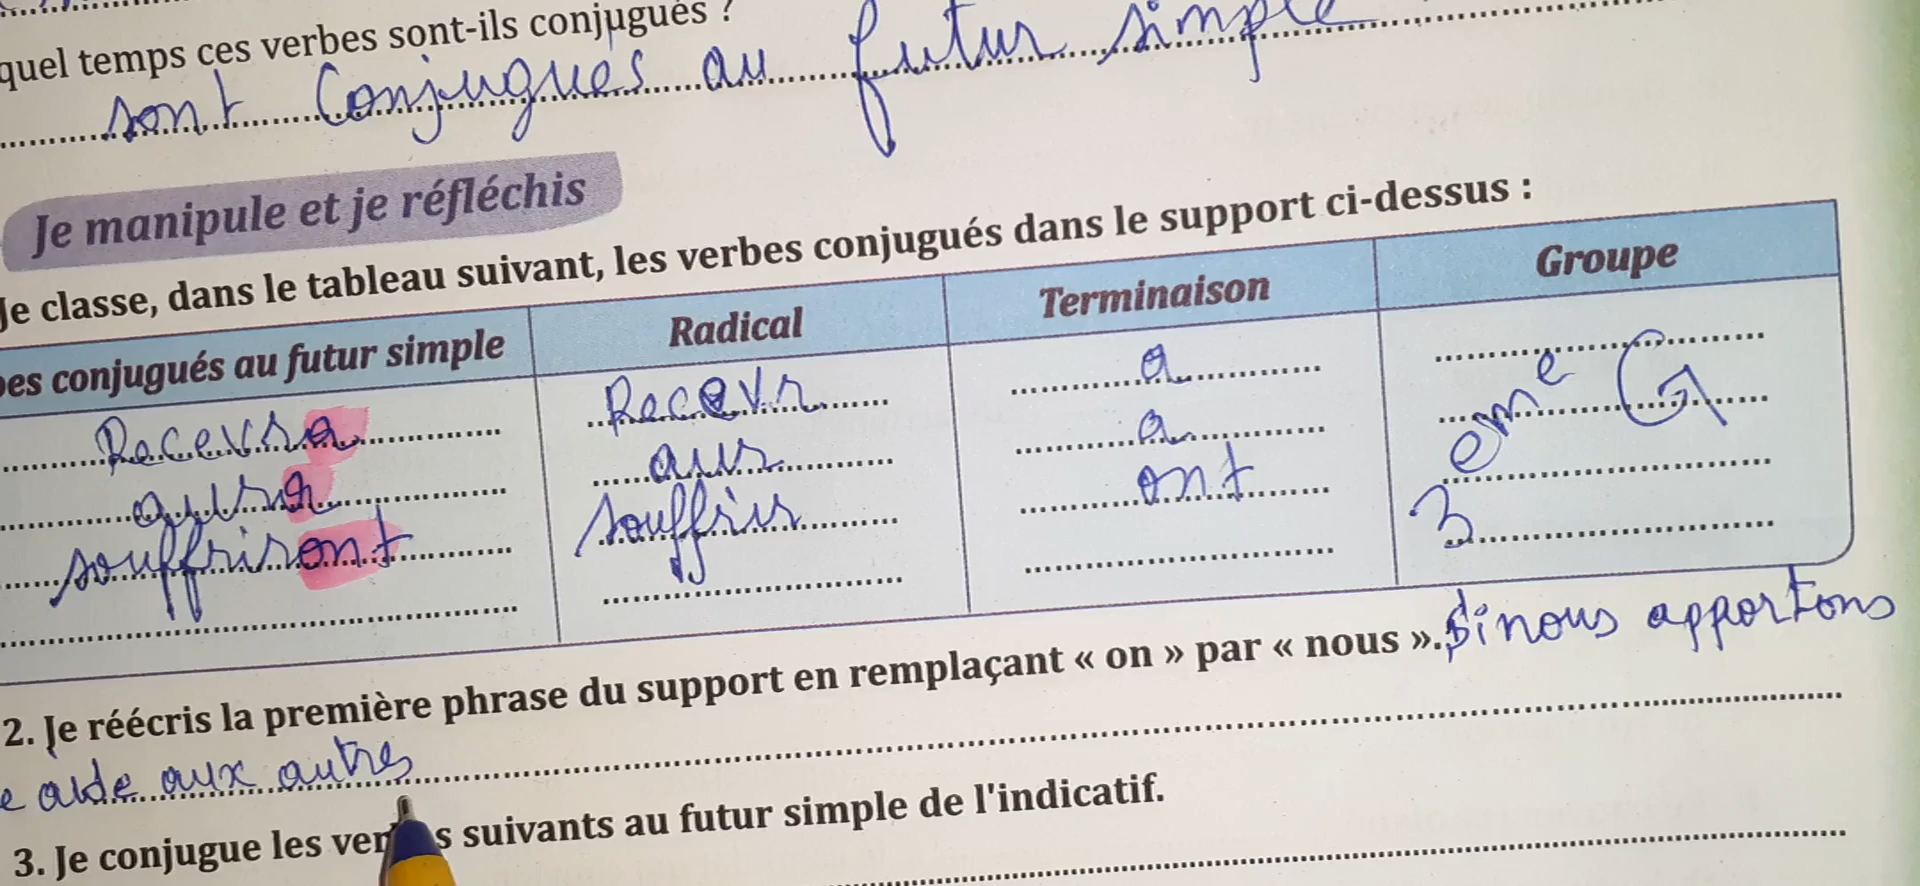 quel temps ces verbes sont-ils conjugués ?
sont conjugués au futur simple
Je manipule et je réfléchis
Je classe, dans le tableau suivant, les verbes conjugués dans le support ci-dessus :
bes conjugués au futur simple Radical Terminaison Groupe
Recevra Recevr a
aura aur a
souffriront souffrir ont
3 eme G
2. Je réécris la première phrase du support en remplaçant « on » par « nous ». Si nous apportons
e aide aux autres
3. Je conjugue les ver s suivants au futur simple de l'indicatif.